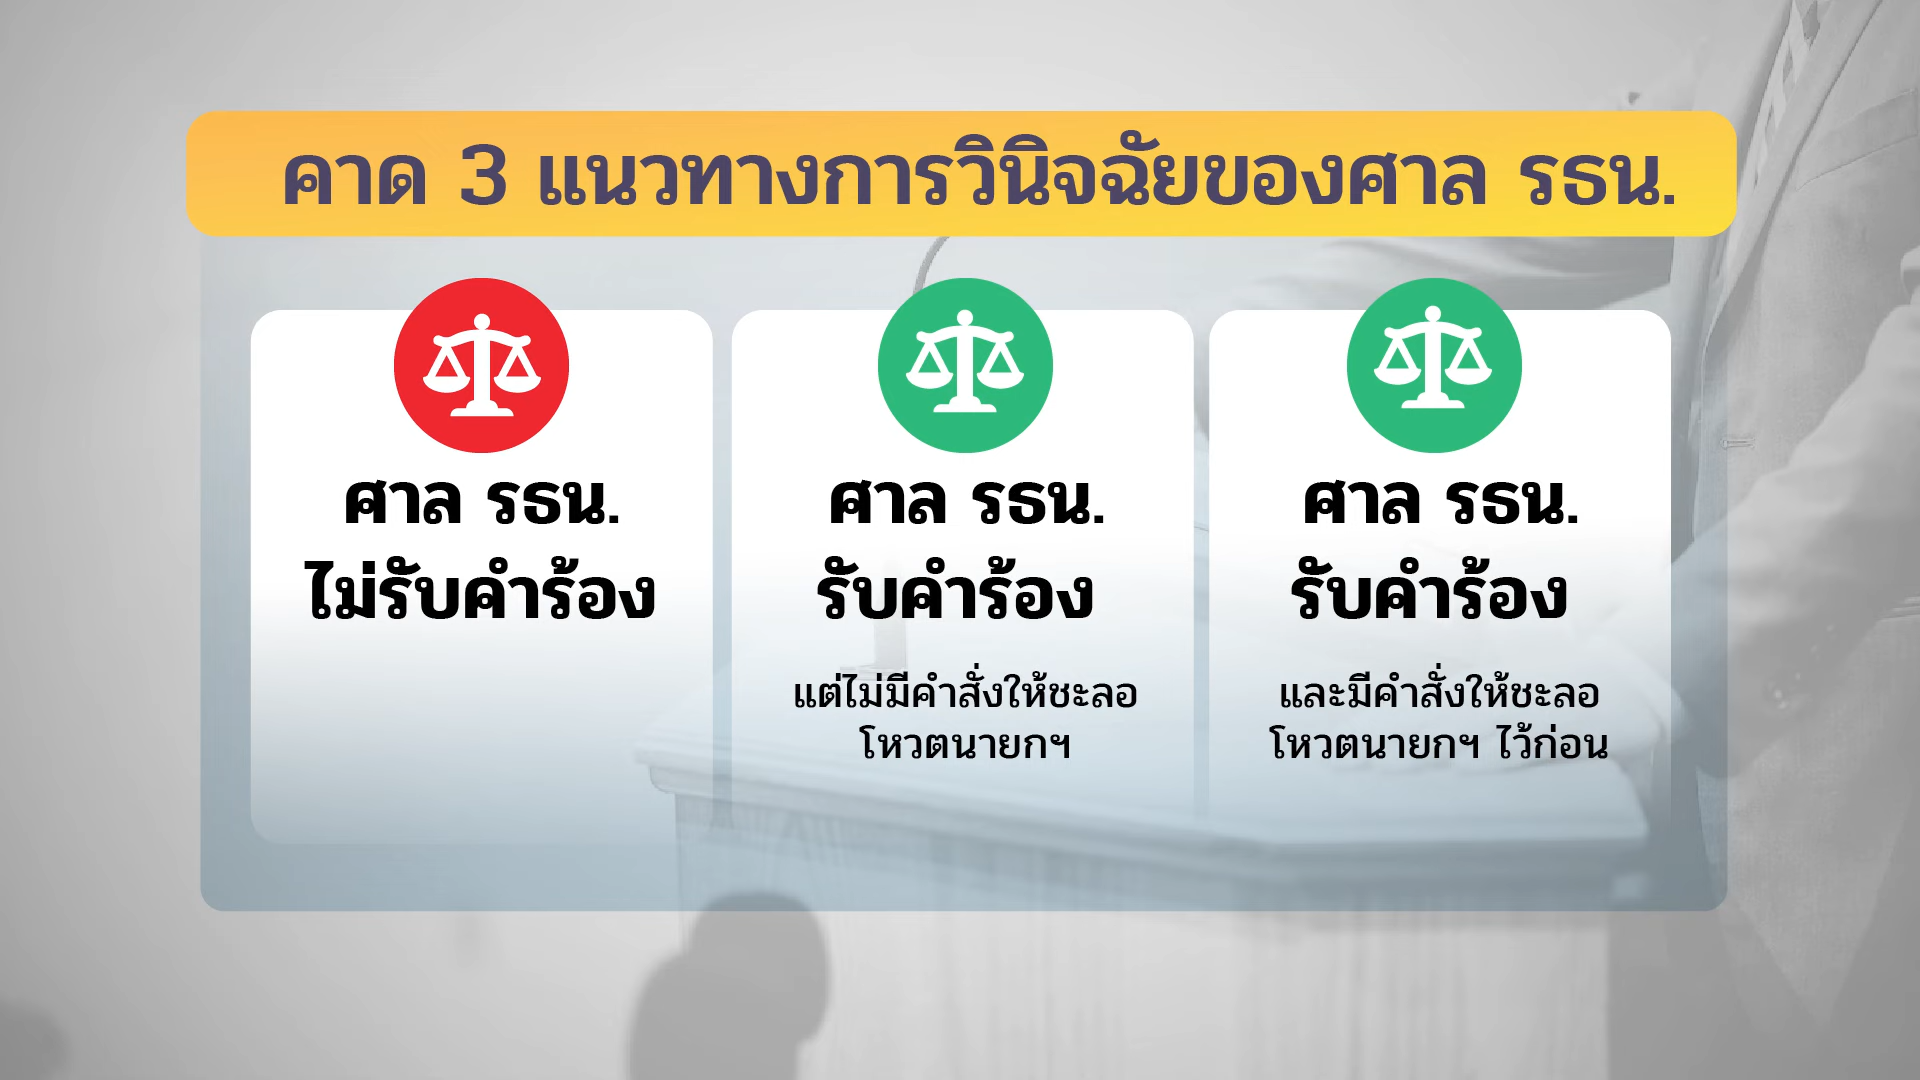 คาด 3 แนวทางการวินิจฉัยของศาล รธน.
ศาล รธน.
ไม่รับคำร้อง
ศาล รธน.
รับคำร้อง
แต่ไม่มีคำสั่งให้ชะลอ
โหวตนายกฯ
ศาล รธน.
รับคำร้อง
และมีคำสั่งให้ชะลอ
โหวตนายกฯ ไว้ก่อน